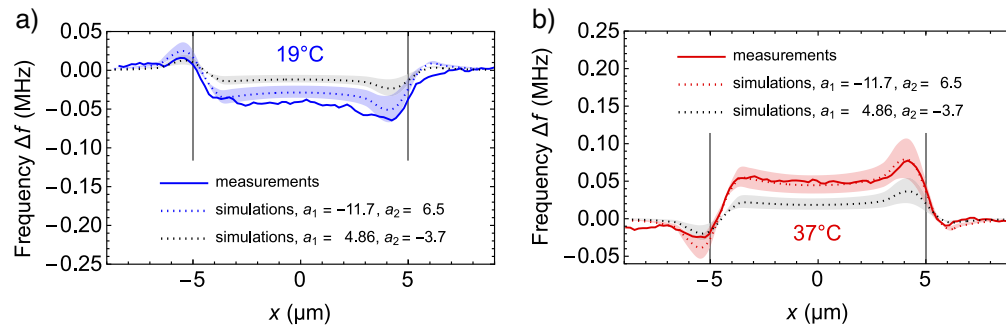 a)
0.05
0.00
−0.05
−0.10
−0.15
−0.20
−0.25
Frequency Δf (MHz)
19°C
measurements
simulations, a₁ = −11.7, a₂ = 6.5
simulations, a₁ = 4.86, a₂ = −3.7
−5
0
5
x (μm)
b)
0.25
0.20
0.15
0.10
0.05
0.00
−0.05
Frequency Δf (MHz)
measurements
simulations, a₁ = −11.7, a₂ = 6.5
simulations, a₁ = 4.86, a₂ = −3.7
37°C
−5
0
5
x (μm)